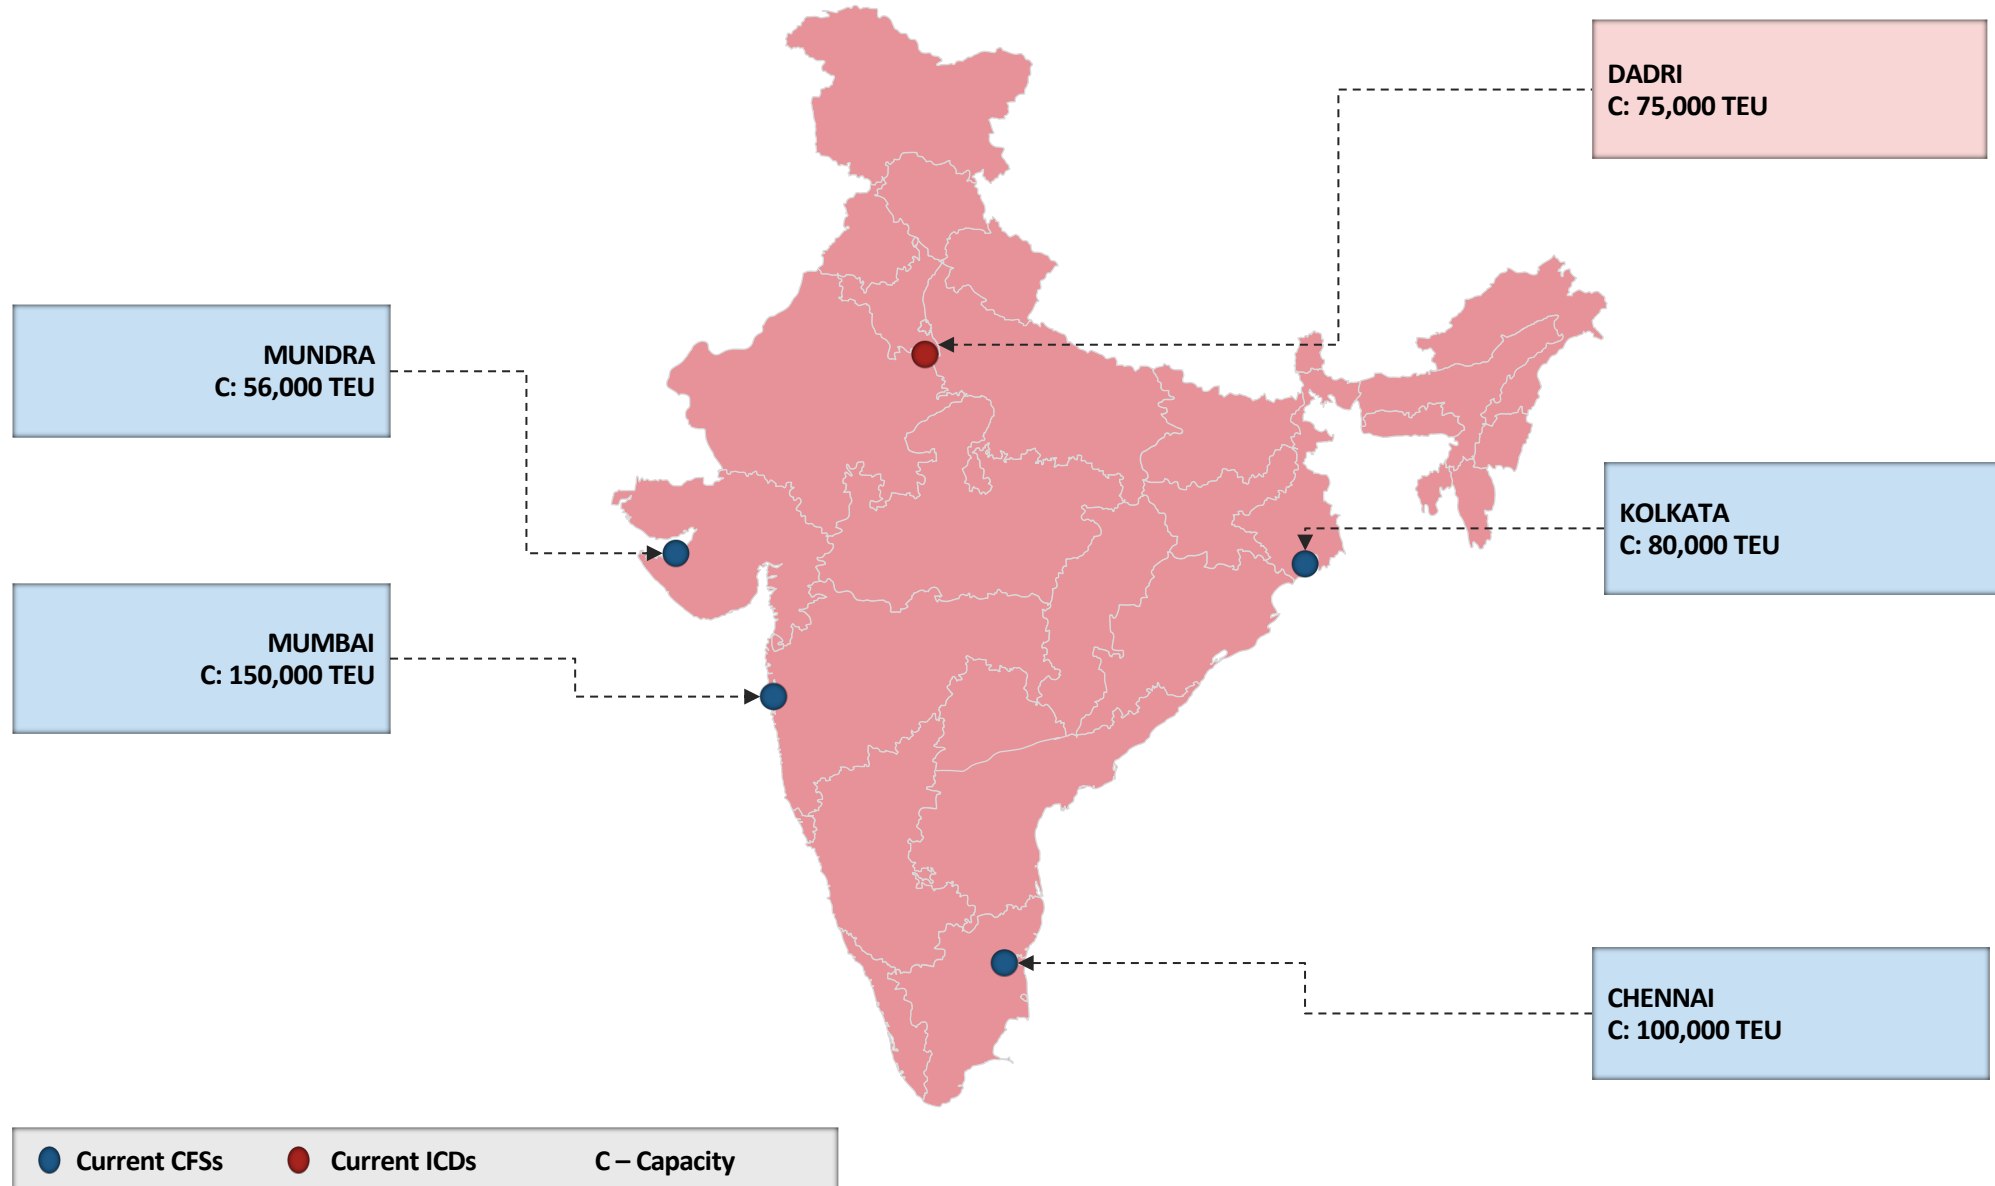 DADRI
C: 75,000 TEU
MUNDRA
C: 56,000 TEU
KOLKATA
C: 80,000 TEU
MUMBAI
C: 150,000 TEU
CHENNAI
C: 100,000 TEU
Current CFSs Current ICDs C – Capacity